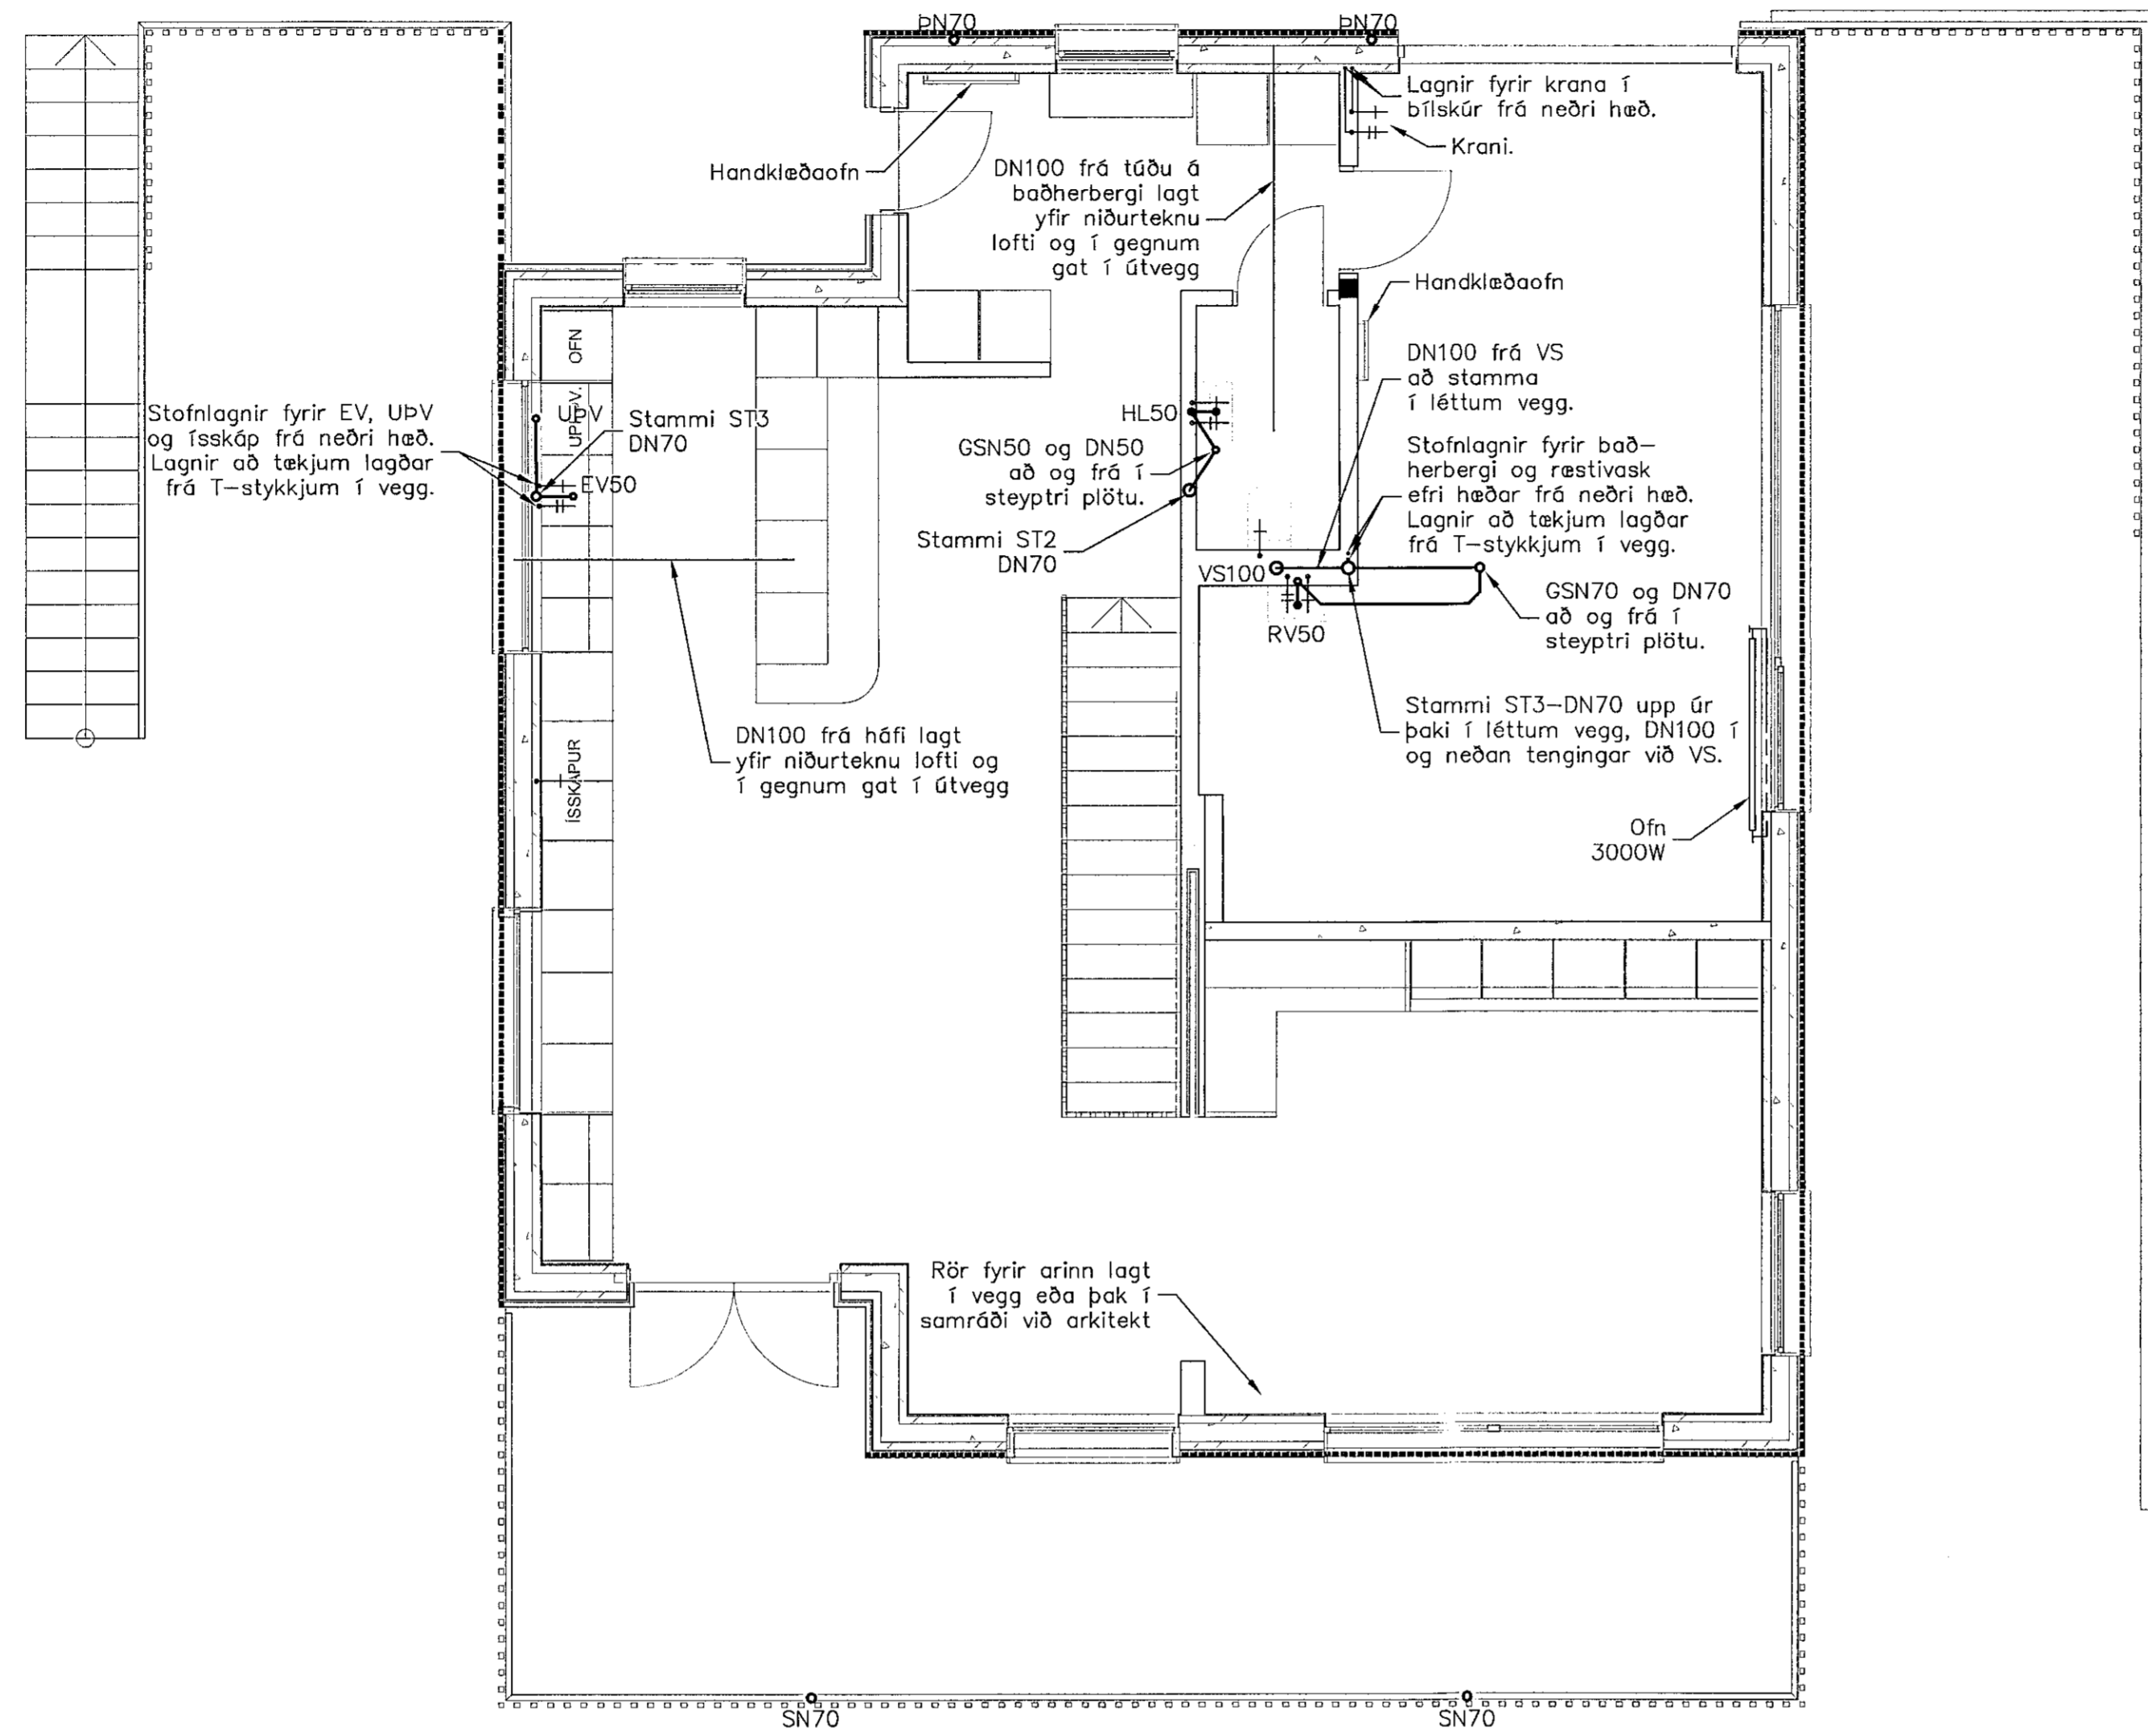 ÞN70
ÞN70
Lagnir fyrir krana í
bílskúr frá neðri hæð.
Krani.
Handklæðaofn
DN100 frá túðu á
baðherbergi lagt
yfir niðurteknu
lofti og í gegnum
gat í útvegg
Handklæðaofn
OFN
DN100 frá VS
að stamma
í léttum vegg.
Stofnlagnir fyrir EV, UÞV
og ísskáp frá neðri hæð.
Lagnir að tækjum lagðar
frá T-stykkjum í vegg.
UÞV
UPPÞV.
Stammi ST3
DN70
EV50
HL50
GSN50 og DN50
að og frá í
steyptri plötu.
Stofnlagnir fyrir bað-
herbergi og ræstivask
efri hæðar frá neðri hæð.
Lagnir að tækjum lagðar
frá T-stykkjum í vegg.
Stammi ST2
DN70
VS100
RV50
GSN70 og DN70
að og frá í
steyptri plötu.
Stammi ST3-DN70 upp úr
þaki í léttum vegg, DN100 í
og neðan tengingar við VS.
DN100 frá háfi lagt
yfir niðurteknu lofti og
í gegnum gat í útvegg
ÍSSKÁPUR
Ofn
3000W
Rör fyrir arinn lagt
í vegg eða þak í
samráði við arkitekt
SN70
SN70